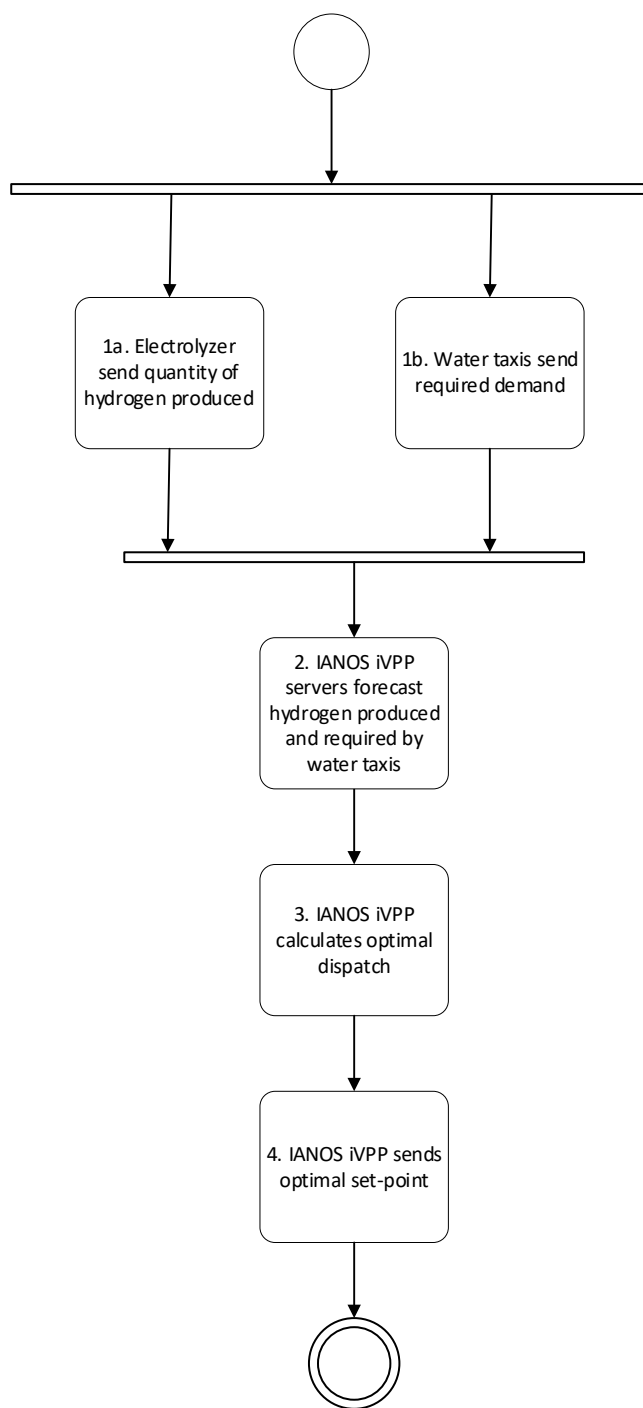 1a. Electrolyzer
send quantity of
hydrogen produced
1b. Water taxis send
required demand
2. IANOS iVPP
servers forecast
hydrogen produced
and required by
water taxis
3. IANOS iVPP
calculates optimal
dispatch
4. IANOS iVPP sends
optimal set-point